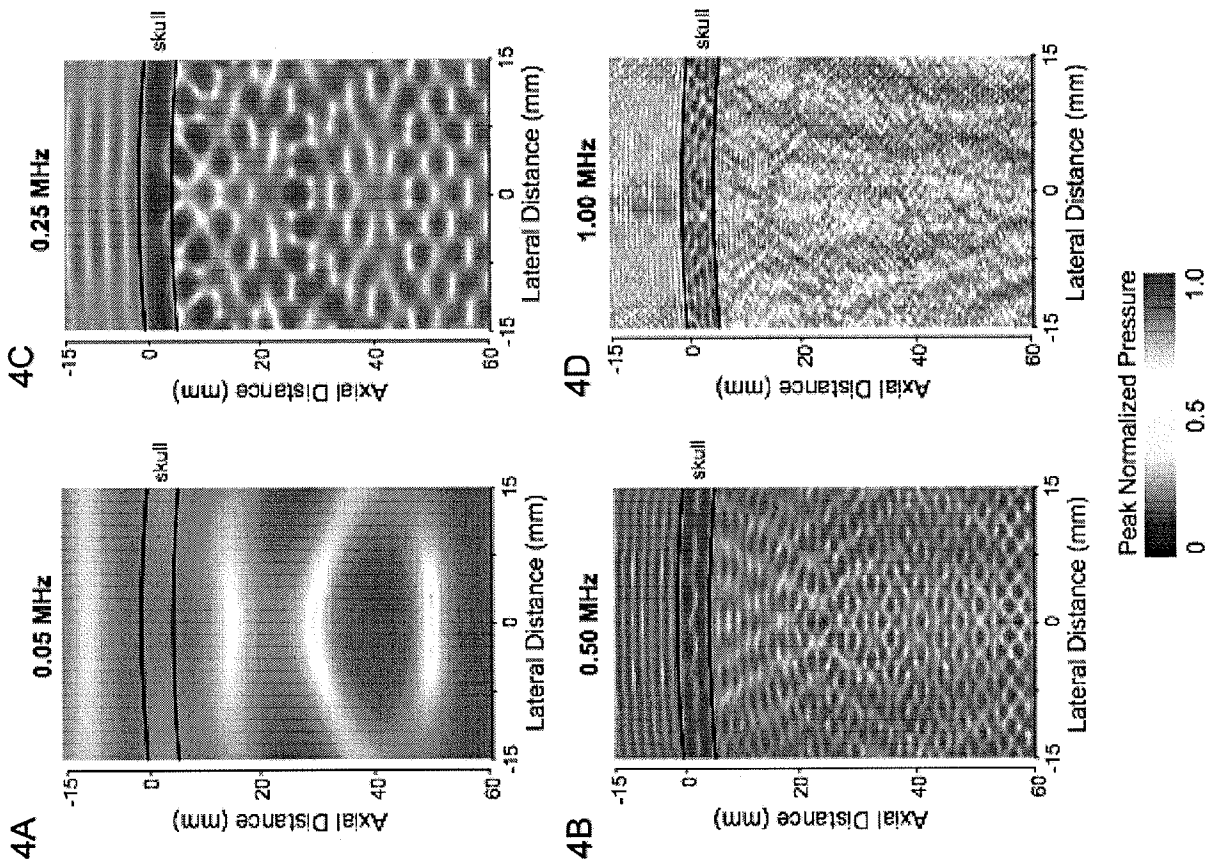 4A
0.05 MHz
skull
-15
0
20
40
60
Axial Distance (mm)
-15
0
15
Lateral Distance (mm)
4C
0.25 MHz
skull
-15
0
20
40
60
Axial Distance (mm)
-15
0
15
Lateral Distance (mm)
4B
0.50 MHz
skull
-15
0
20
40
60
Axial Distance (mm)
-15
0
15
Lateral Distance (mm)
4D
1.00 MHz
skull
-15
0
20
40
60
Axial Distance (mm)
-15
0
15
Lateral Distance (mm)
Peak Normalized Pressure
0
0.5
1.0